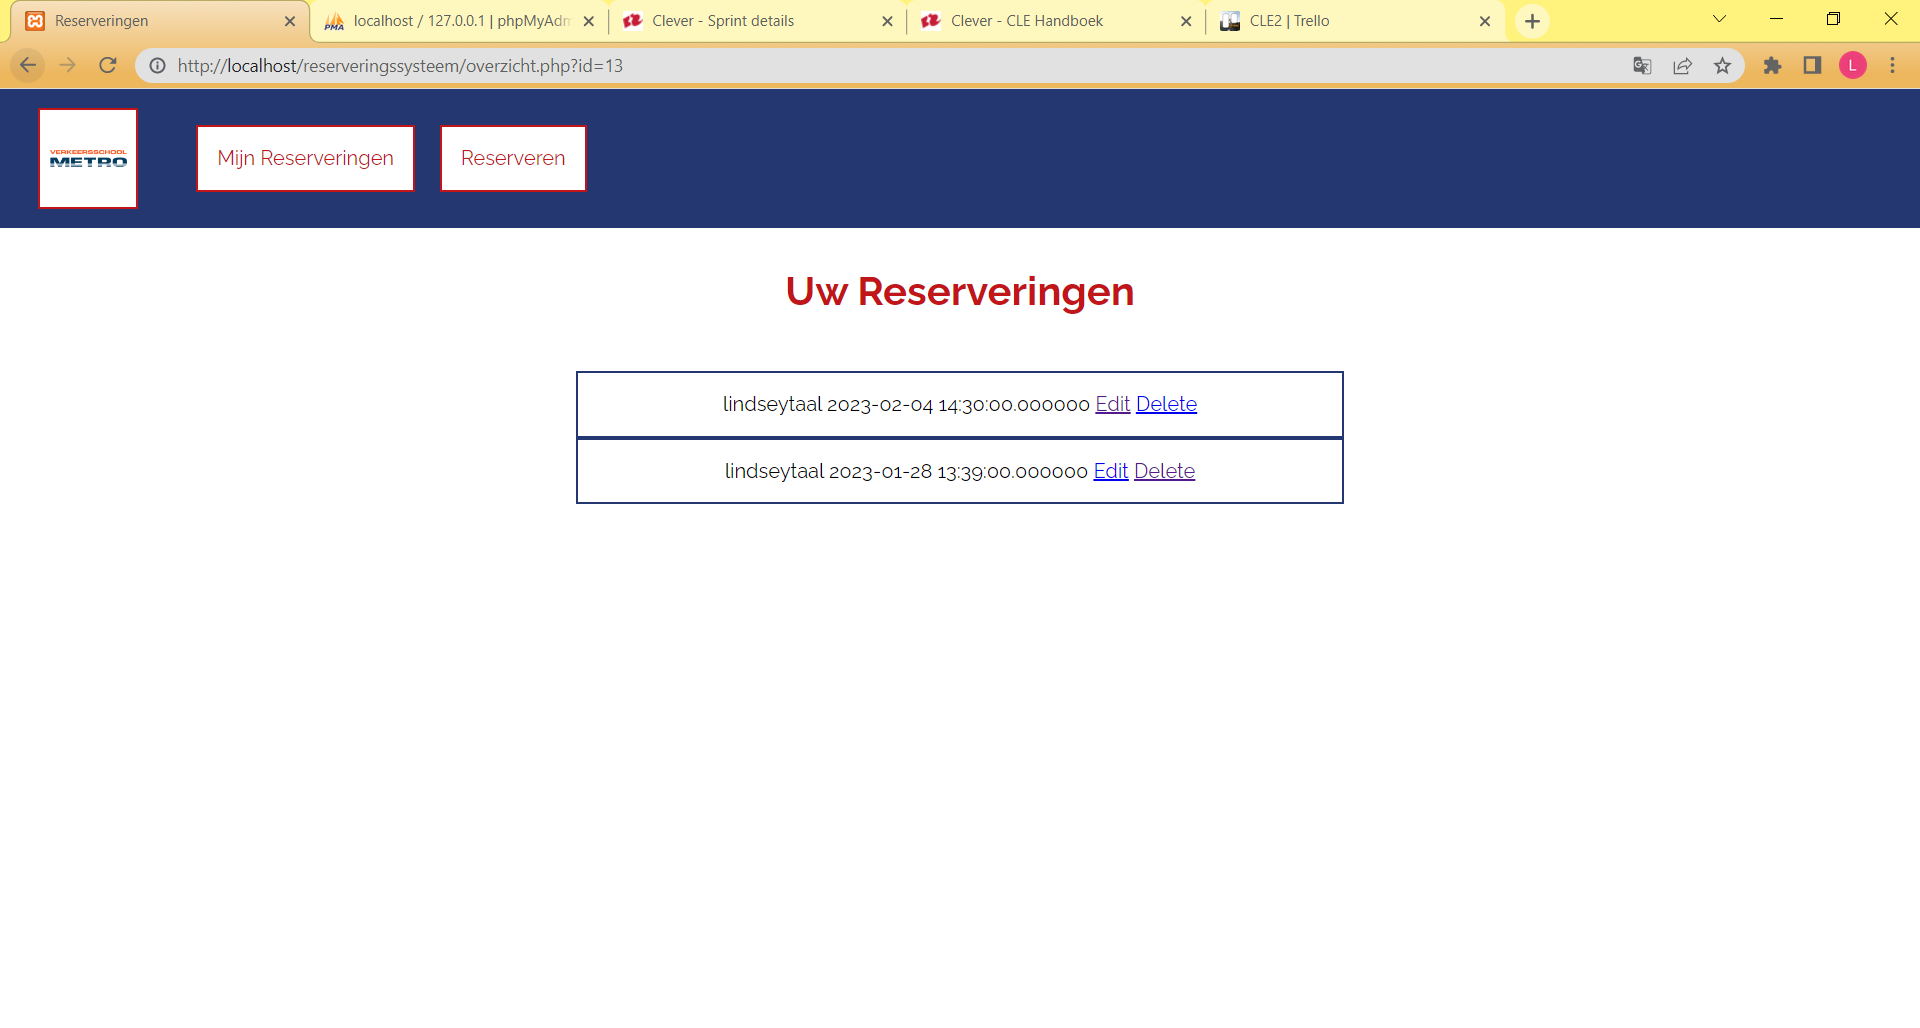 Reserveringen
localhost / 127.0.0.1 | phpMyAdm
Clever - Sprint details
Clever - CLE Handboek
CLE2 | Trello
http://localhost/reserveringssysteem/overzicht.php?id=13
L
VERKEERSSCHOOL
METRO
Mijn Reserveringen
Reserveren
Uw Reserveringen
lindseytaal 2023-02-04 14:30:00.000000 Edit Delete
lindseytaal 2023-01-28 13:39:00.000000 Edit Delete